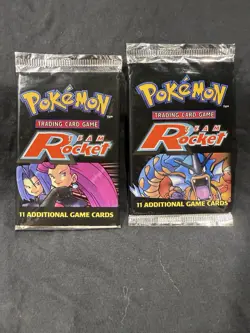 POKéMON
TRADING CARD GAME
TEAM
Rocket
11 ADDITIONAL GAME CARDS
POKéMON
TRADING CARD GAME
TEAM
Rocket
11 ADDITIONAL GAME CARDS